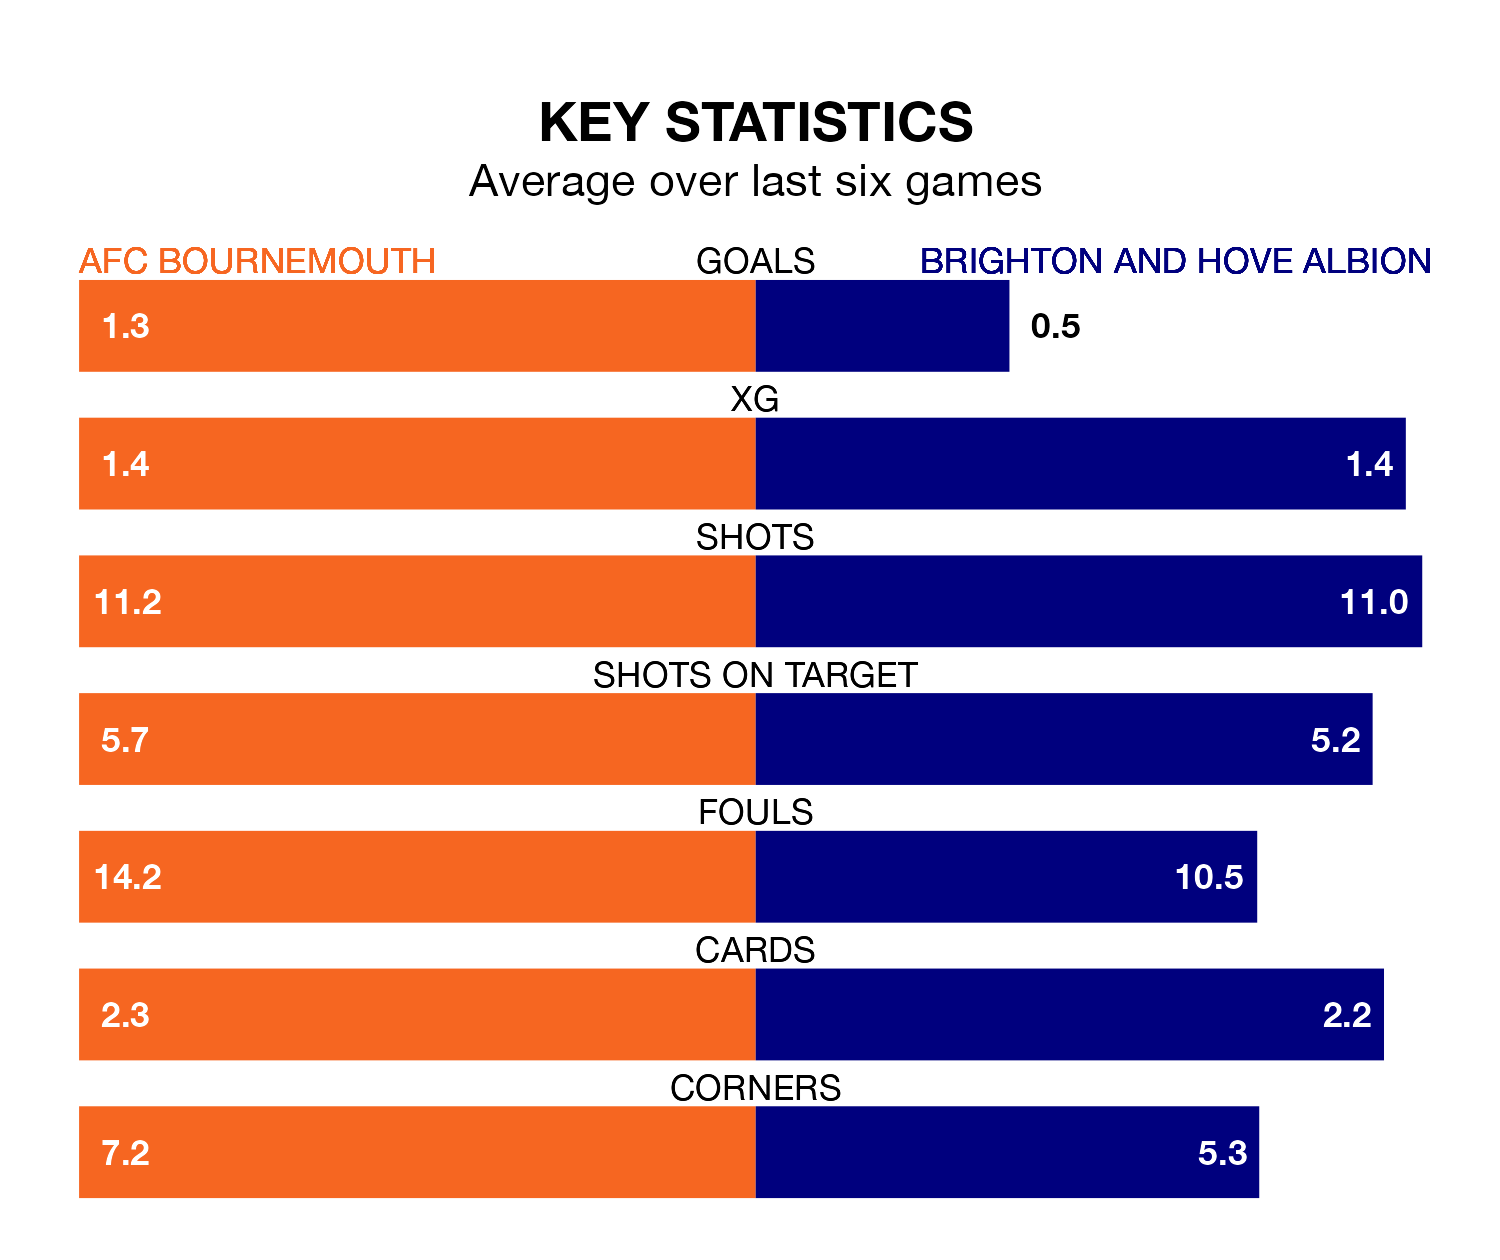 KEY STATISTICS
Average over last six games
AFC BOURNEMOUTH GOALS BRIGHTON AND HOVE ALBION
1.3 0.5
XG
1.4 1.4
SHOTS
11.2 11.0
SHOTS ON TARGET
5.7 5.2
FOULS
14.2 10.5
CARDS
2.3 2.2
CORNERS
7.2 5.3